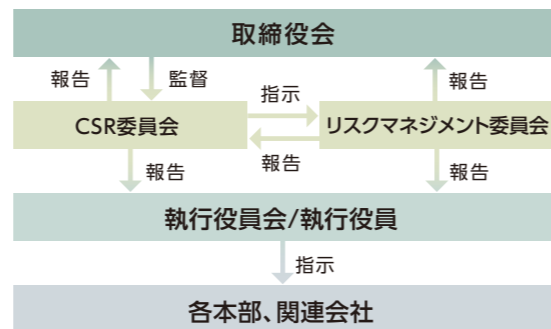 取締役会
報告
監督
指示
報告
CSR委員会
リスクマネジメント委員会
報告
報告
報告
執行役員会/執行役員
指示
各本部、関連会社